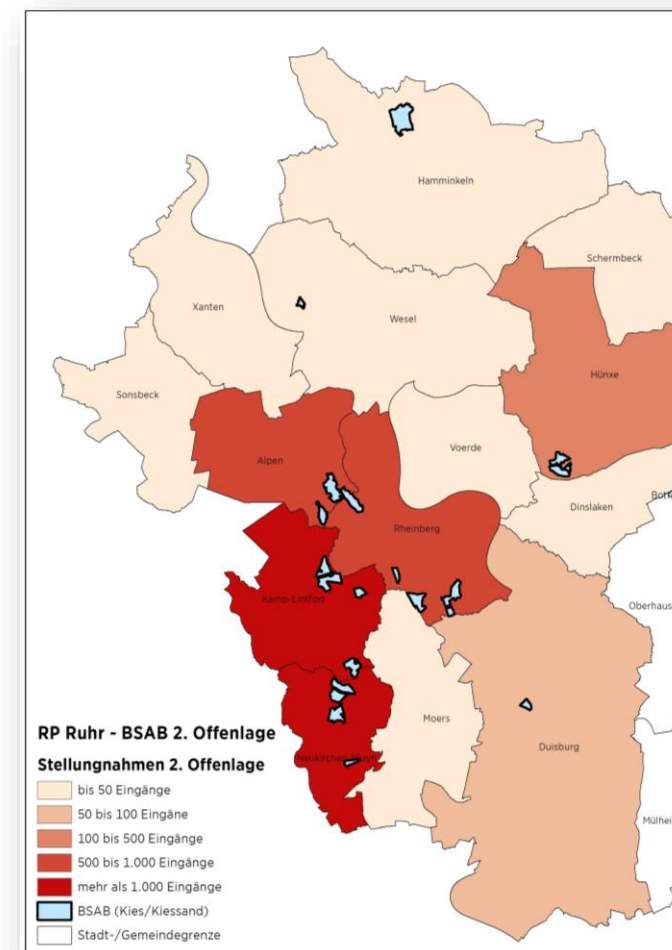 Hamminkeln
Schermbeck
Xanten
Wesel
Hünxe
Sonsbeck
Voerde
Alpen
Dinslaken
Rheinberg
Kamp-Lintfort
Oberhaus
Moers
Duisburg
Neukirchen-Vluyn
Mülhei
RP Ruhr - BSAB 2. Offenlage
Stellungnahmen 2. Offenlage
bis 50 Eingänge
50 bis 100 Eingäne
100 bis 500 Eingänge
500 bis 1.000 Eingänge
mehr als 1.000 Eingänge
BSAB (Kies/Kiessand)
Stadt-/Gemeindegrenze